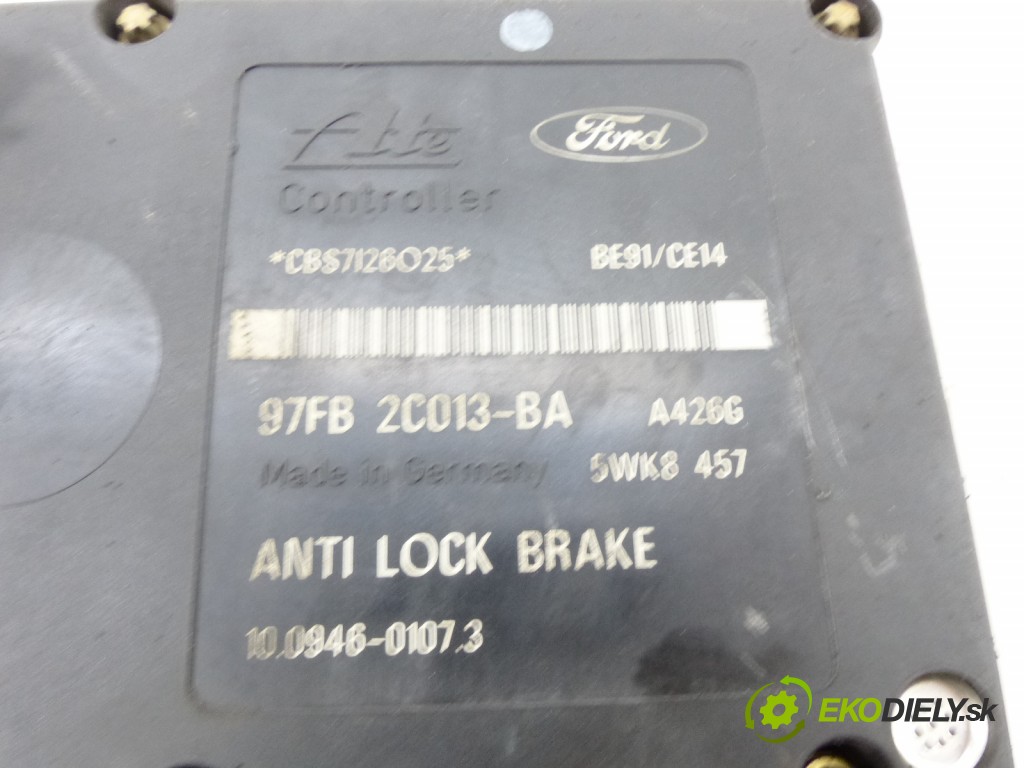 Ate Ford
Controller
*CBS7126025* BE91/CE14
97FB 2C013-BA A426G
Made in Germany 5WK8 457
ANTI LOCK BRAKE
10.0946-0107.3
EKODIELY.sk